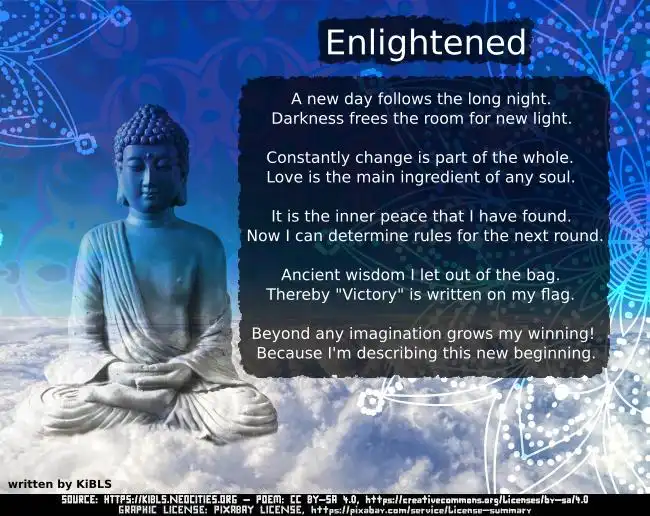 Enlightened
A new day follows the long night.
Darkness frees the room for new light.
Constantly change is part of the whole.
Love is the main ingredient of any soul.
It is the inner peace that I have found.
Now I can determine rules for the next round.
Ancient wisdom I let out of the bag.
Thereby "Victory" is written on my flag.
Beyond any imagination grows my winning!
Because I'm describing this new beginning.
written by KiBLS
SOURCE: HTTPS://KIBLS.NEOCITIES.ORG – POEM: CC BY–SA 4.0, https://creativecommons.org/licenses/by–sa/4.0
GRAPHIC LICENSE: PIXABAY LICENSE, https://pixabay.com/service/License–summary